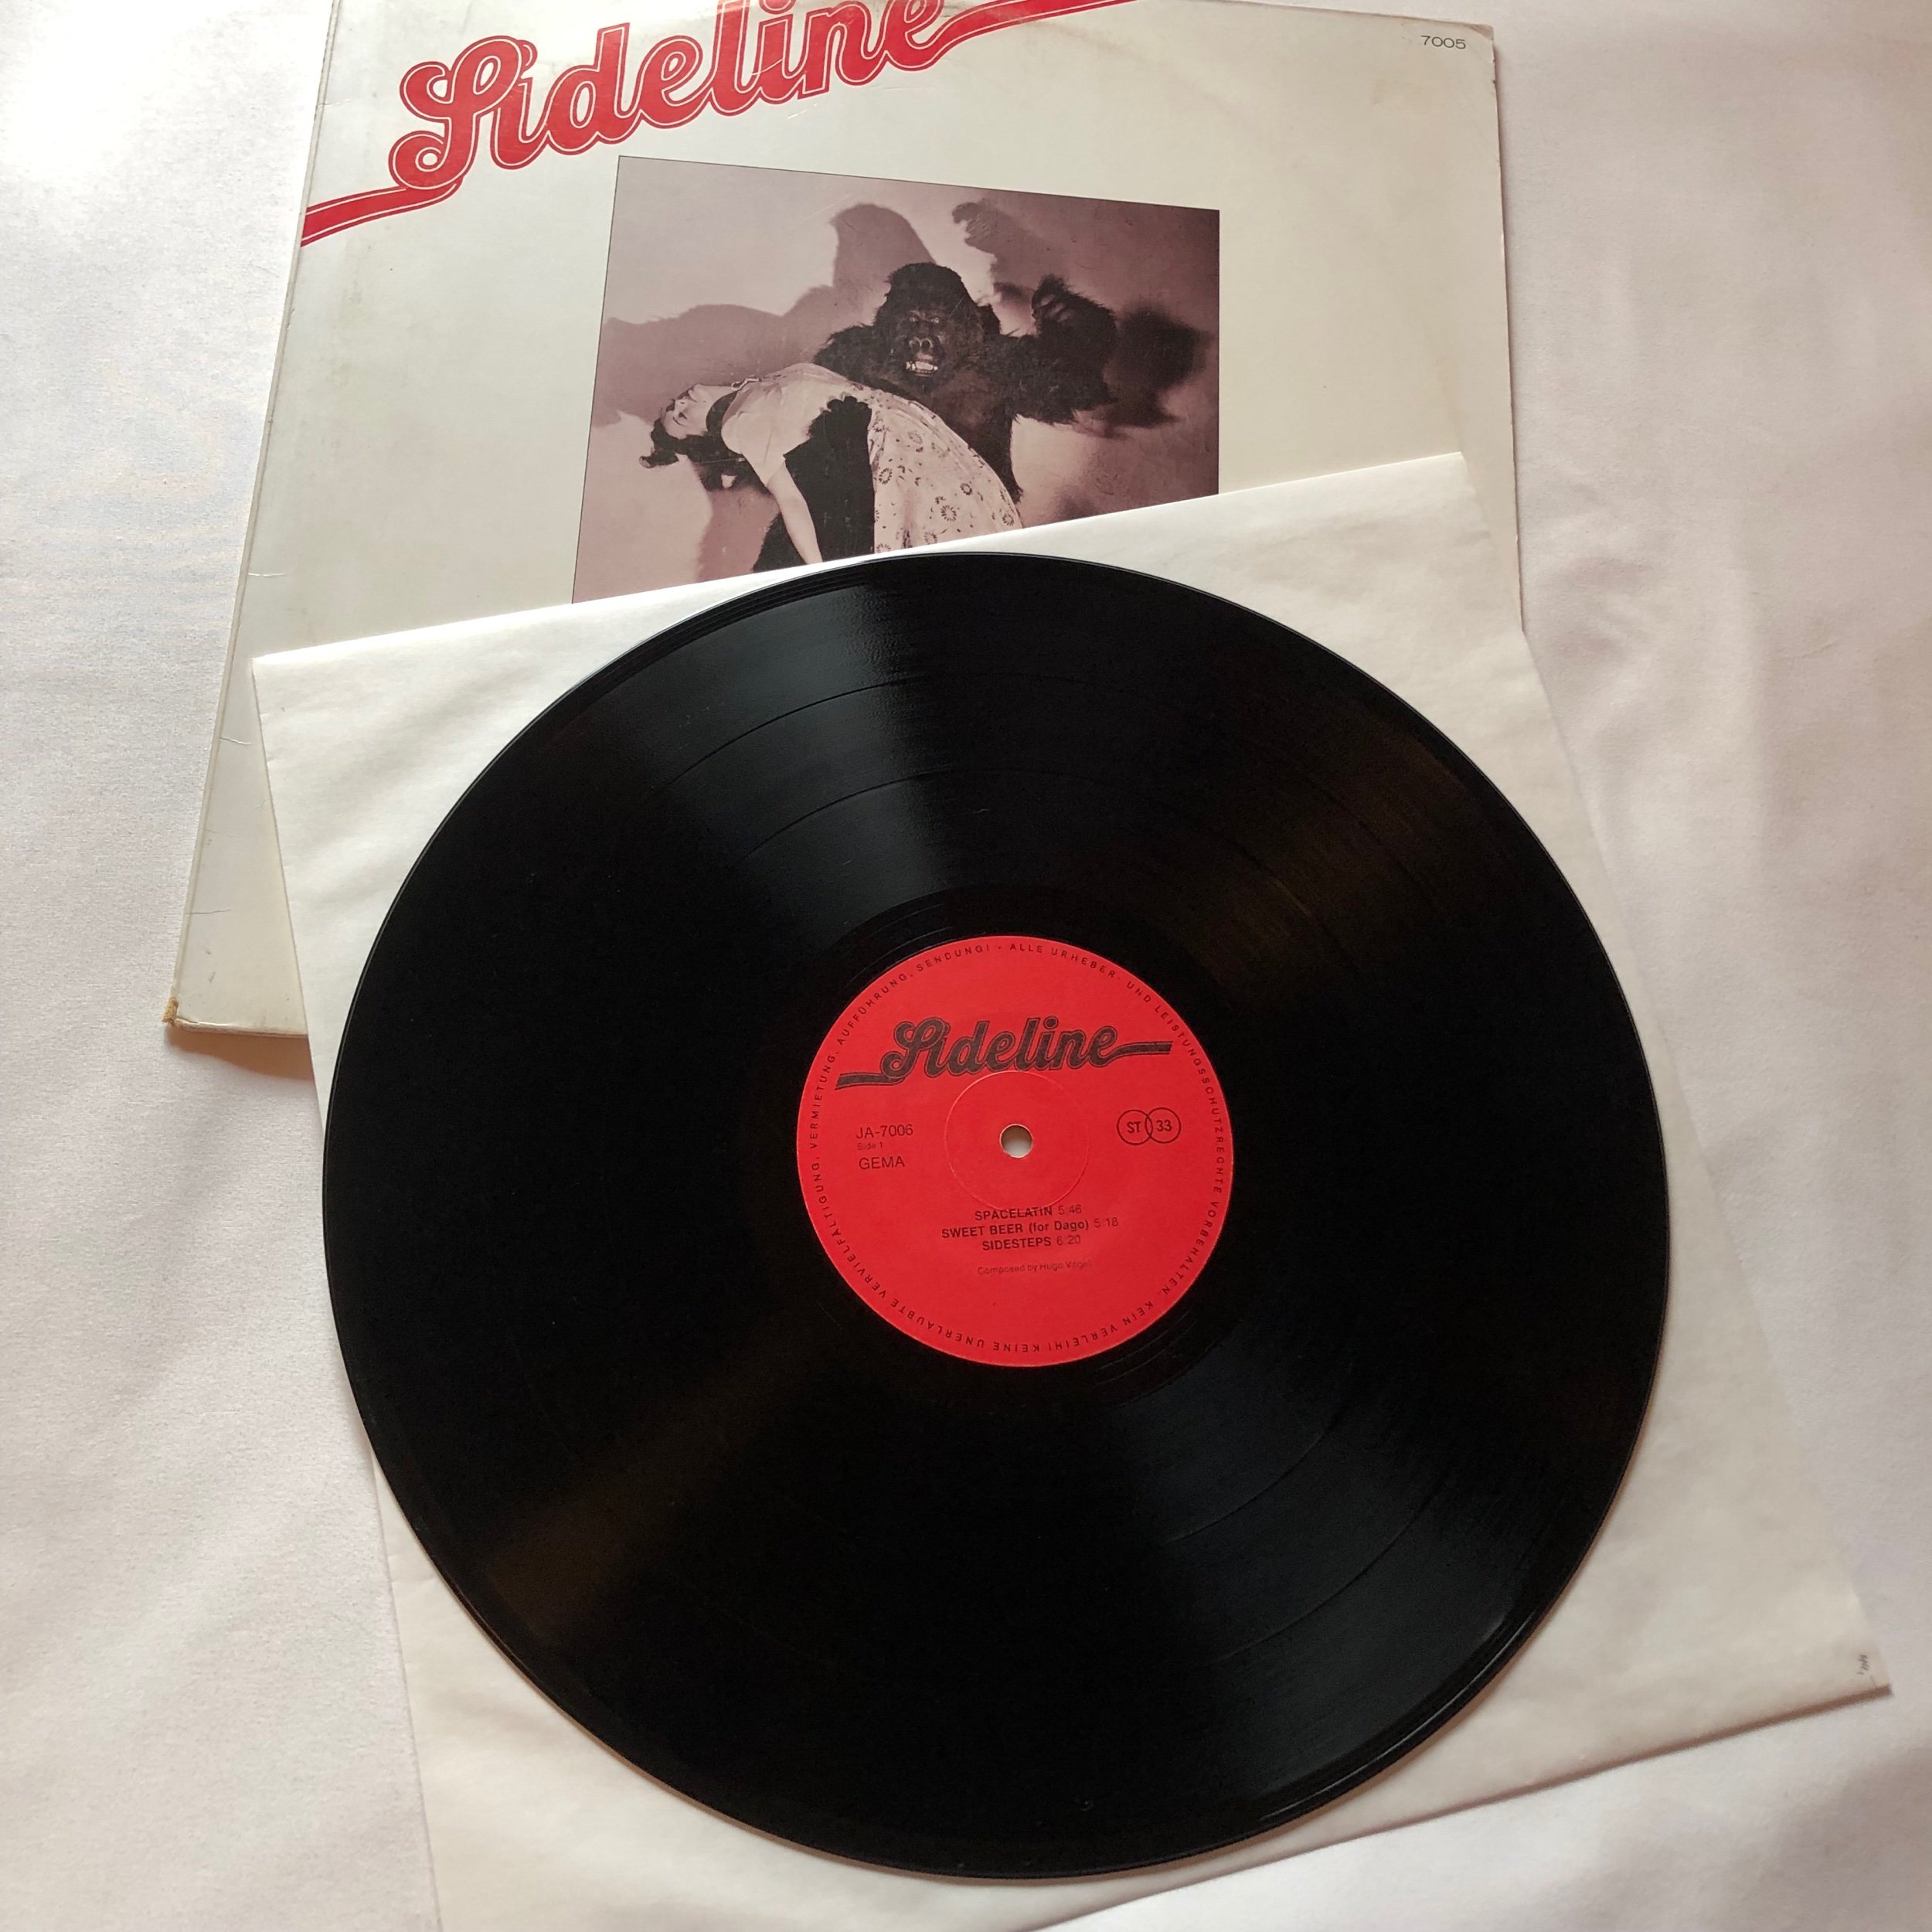 Sideline
7005
Sideline
JA-7006
Side 1
GEMA
ST 33
SPACELATIN 5:46
SWEET BEER (for Dago) 5:18
SIDESTEPS 6:20
Composed by Hugo
ALLE URHEBER- UND LEISTUNGSSCHUTZRECHTE VORBEHALTEN. KEIN VERLEIH! KEINE UNERLAUBTE VERVIELFÄLTIGUNG, VERMIETUNG, AUFFÜHRUNG, SENDUNG! -